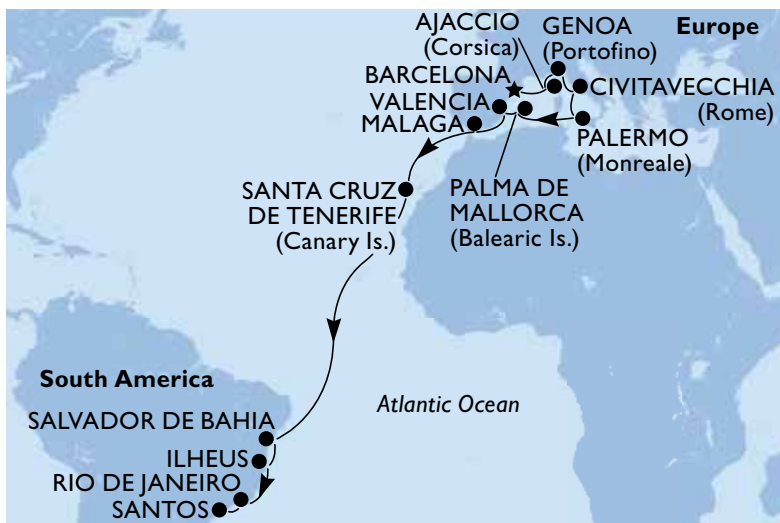 AJACCIO
(Corsica)
GENOA
(Portofino)
Europe
BARCELONA
CIVITAVECCHIA
(Rome)
VALENCIA
MALAGA
PALERMO
(Monreale)
SANTA CRUZ
DE TENERIFE
(Canary Is.)
PALMA DE
MALLORCA
(Balearic Is.)
South America
Atlantic Ocean
SALVADOR DE BAHIA
ILHEUS
RIO DE JANEIRO
SANTOS